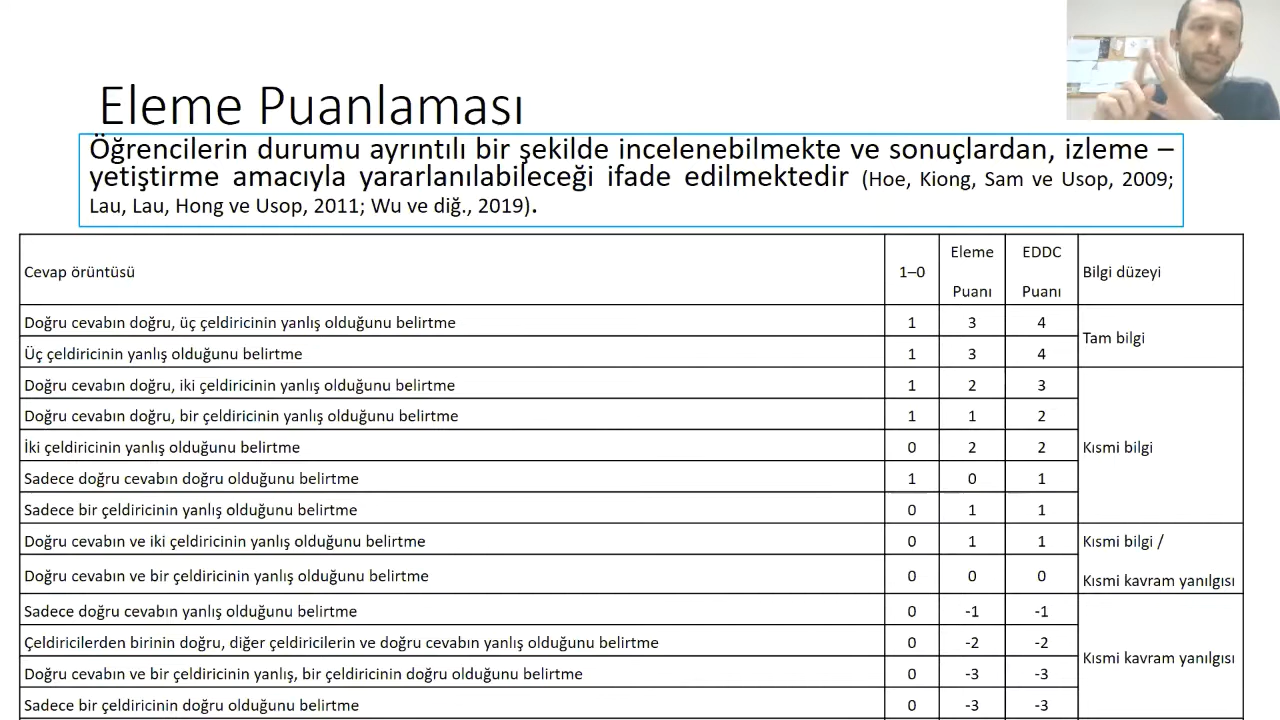 Eleme Puanlaması
Öğrencilerin durumu ayrıntılı bir şekilde incelenebilmekte ve sonuçlardan, izleme –
yetiştirme amacıyla yararlanılabileceği ifade edilmektedir (Hoe, Kiong, Sam ve Usop, 2009;
Lau, Lau, Hong ve Usop, 2011; Wu ve diğ., 2019).
Cevap örüntüsü 1–0 Eleme Puanı EDDC Puanı Bilgi düzeyi
Doğru cevabın doğru, üç çeldiricinin yanlış olduğunu belirtme 1 3 4 Tam bilgi
Üç çeldiricinin yanlış olduğunu belirtme 1 3 4
Doğru cevabın doğru, iki çeldiricinin yanlış olduğunu belirtme 1 2 3 Kısmi bilgi
Doğru cevabın doğru, bir çeldiricinin yanlış olduğunu belirtme 1 1 2
İki çeldiricinin yanlış olduğunu belirtme 0 2 2
Sadece doğru cevabın doğru olduğunu belirtme 1 0 1
Sadece bir çeldiricinin yanlış olduğunu belirtme 0 1 1
Doğru cevabın ve iki çeldiricinin yanlış olduğunu belirtme 0 1 1 Kısmi bilgi /
Doğru cevabın ve bir çeldiricinin yanlış olduğunu belirtme 0 0 0 Kısmi kavram yanılgısı
Sadece doğru cevabın yanlış olduğunu belirtme 0 -1 -1 Kısmi kavram yanılgısı
Çeldiricilerden birinin doğru, diğer çeldiricilerin ve doğru cevabın yanlış olduğunu belirtme 0 -2 -2
Doğru cevabın ve bir çeldiricinin yanlış, bir çeldiricinin doğru olduğunu belirtme 0 -3 -3
Sadece bir çeldiricinin doğru olduğunu belirtme 0 -3 -3